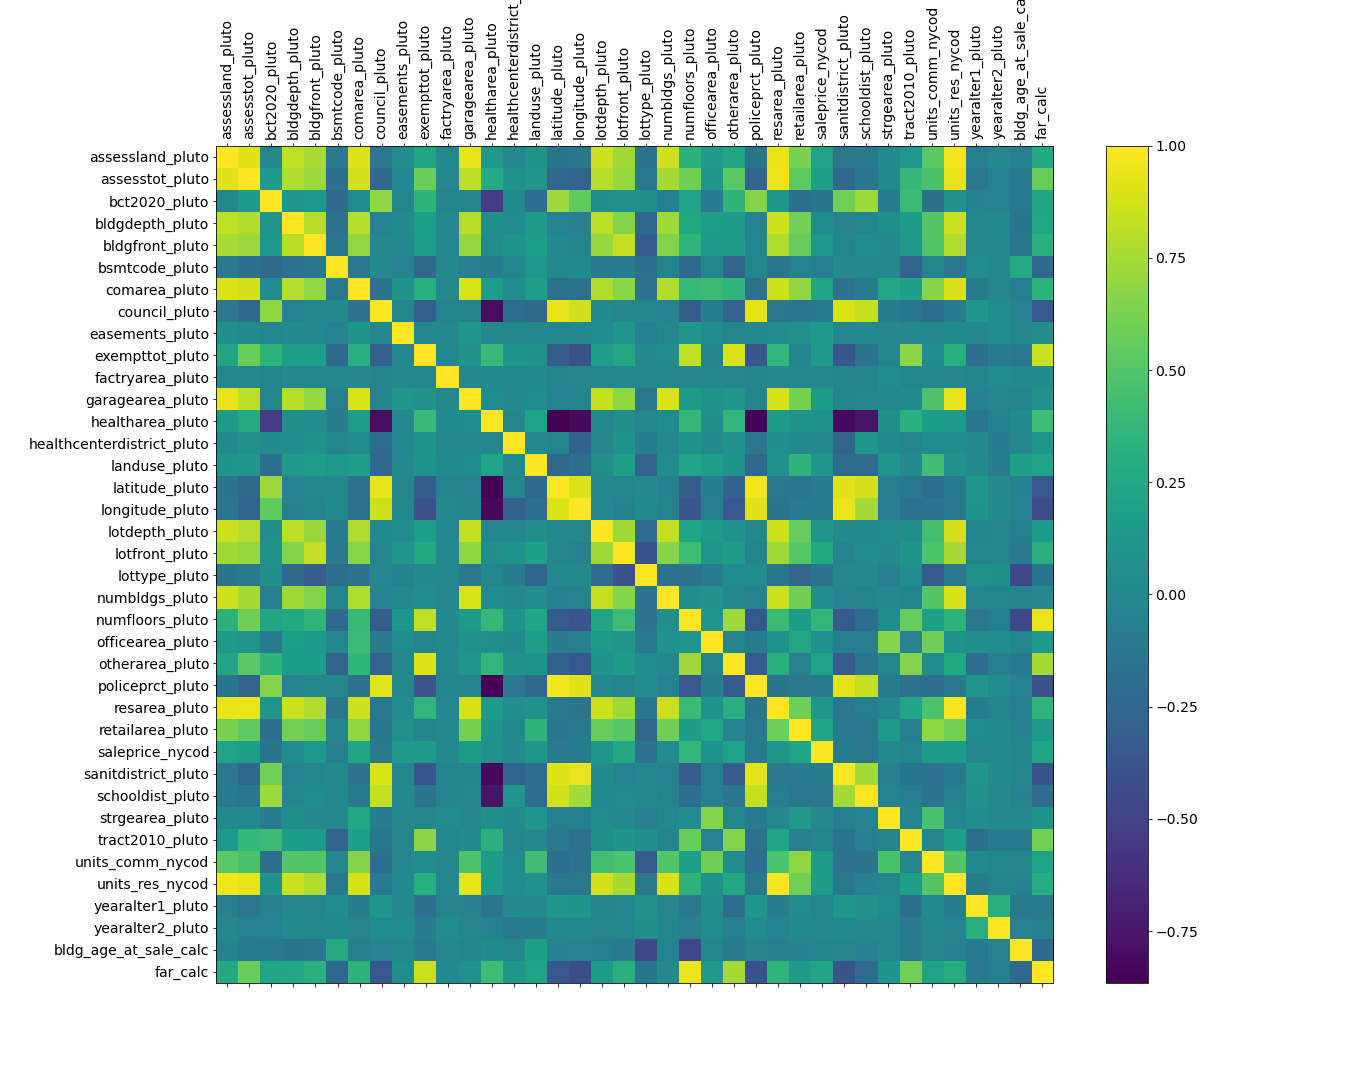 assessland_pluto
assesstot_pluto
bct2020_pluto
bldgdepth_pluto
bldgfront_pluto
bsmtcode_pluto
comarea_pluto
council_pluto
easements_pluto
exempttot_pluto
factryarea_pluto
garagearea_pluto
healtharea_pluto
healthcenterdistrict_
landuse_pluto
latitude_pluto
longitude_pluto
lotdepth_pluto
lotfront_pluto
lottype_pluto
numbldgs_pluto
numfloors_pluto
officearea_pluto
otherarea_pluto
policeprct_pluto
resarea_pluto
retailarea_pluto
saleprice_nycod
sanitdistrict_pluto
schooldist_pluto
strgearea_pluto
tract2010_pluto
units_comm_nycod
units_res_nycod
yearalter1_pluto
yearalter2_pluto
bldg_age_at_sale_ca
far_calc
assessland_pluto
assesstot_pluto
bct2020_pluto
bldgdepth_pluto
bldgfront_pluto
bsmtcode_pluto
comarea_pluto
council_pluto
easements_pluto
exempttot_pluto
factryarea_pluto
garagearea_pluto
healtharea_pluto
healthcenterdistrict_pluto
landuse_pluto
latitude_pluto
longitude_pluto
lotdepth_pluto
lotfront_pluto
lottype_pluto
numbldgs_pluto
numfloors_pluto
officearea_pluto
otherarea_pluto
policeprct_pluto
resarea_pluto
retailarea_pluto
saleprice_nycod
sanitdistrict_pluto
schooldist_pluto
strgearea_pluto
tract2010_pluto
units_comm_nycod
units_res_nycod
yearalter1_pluto
yearalter2_pluto
bldg_age_at_sale_calc
far_calc
1.00
0.75
0.50
0.25
0.00
−0.25
−0.50
−0.75